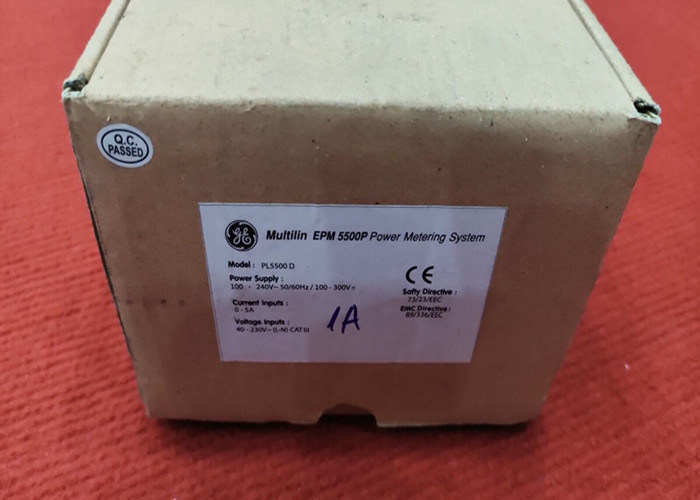 Q.C.
PASSED
GE
Multilin EPM 5500P Power Metering System
Model : PL5500 D
Power Supply :
100 - 240V~ 50/60Hz / 100 - 300V=
Current Inputs :
0 - 5A
Voltage Inputs :
40 - 230V~ (L-N) CAT III
1A
CE
Safty Directive :
73/23/EEC
EMC Directive :
89/336/EEC